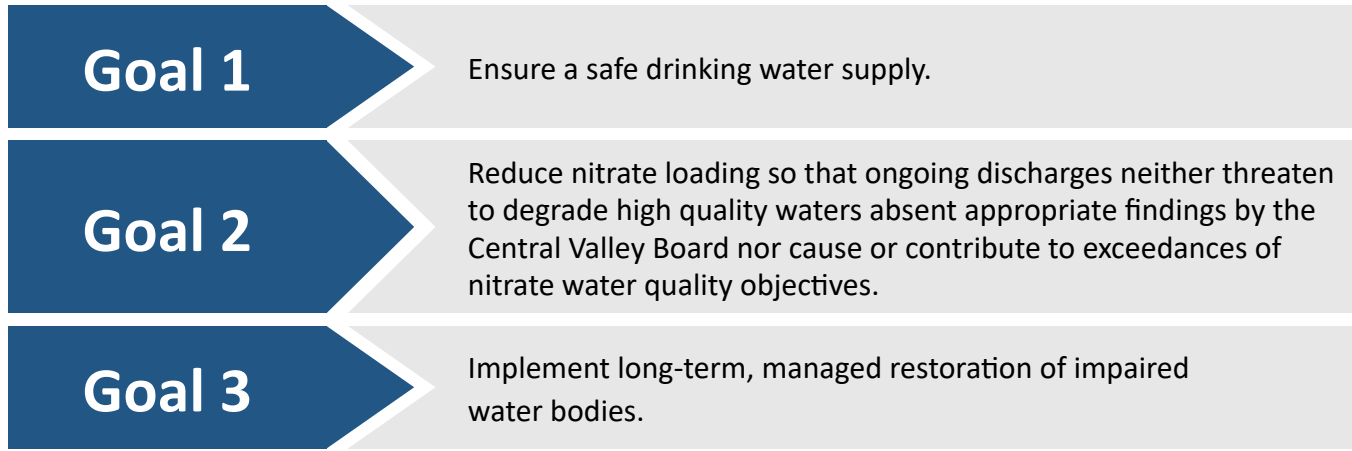 Goal 1
Ensure a safe drinking water supply.
Goal 2
Reduce nitrate loading so that ongoing discharges neither threaten
to degrade high quality waters absent appropriate findings by the
Central Valley Board nor cause or contribute to exceedances of
nitrate water quality objectives.
Goal 3
Implement long-term, managed restoration of impaired
water bodies.